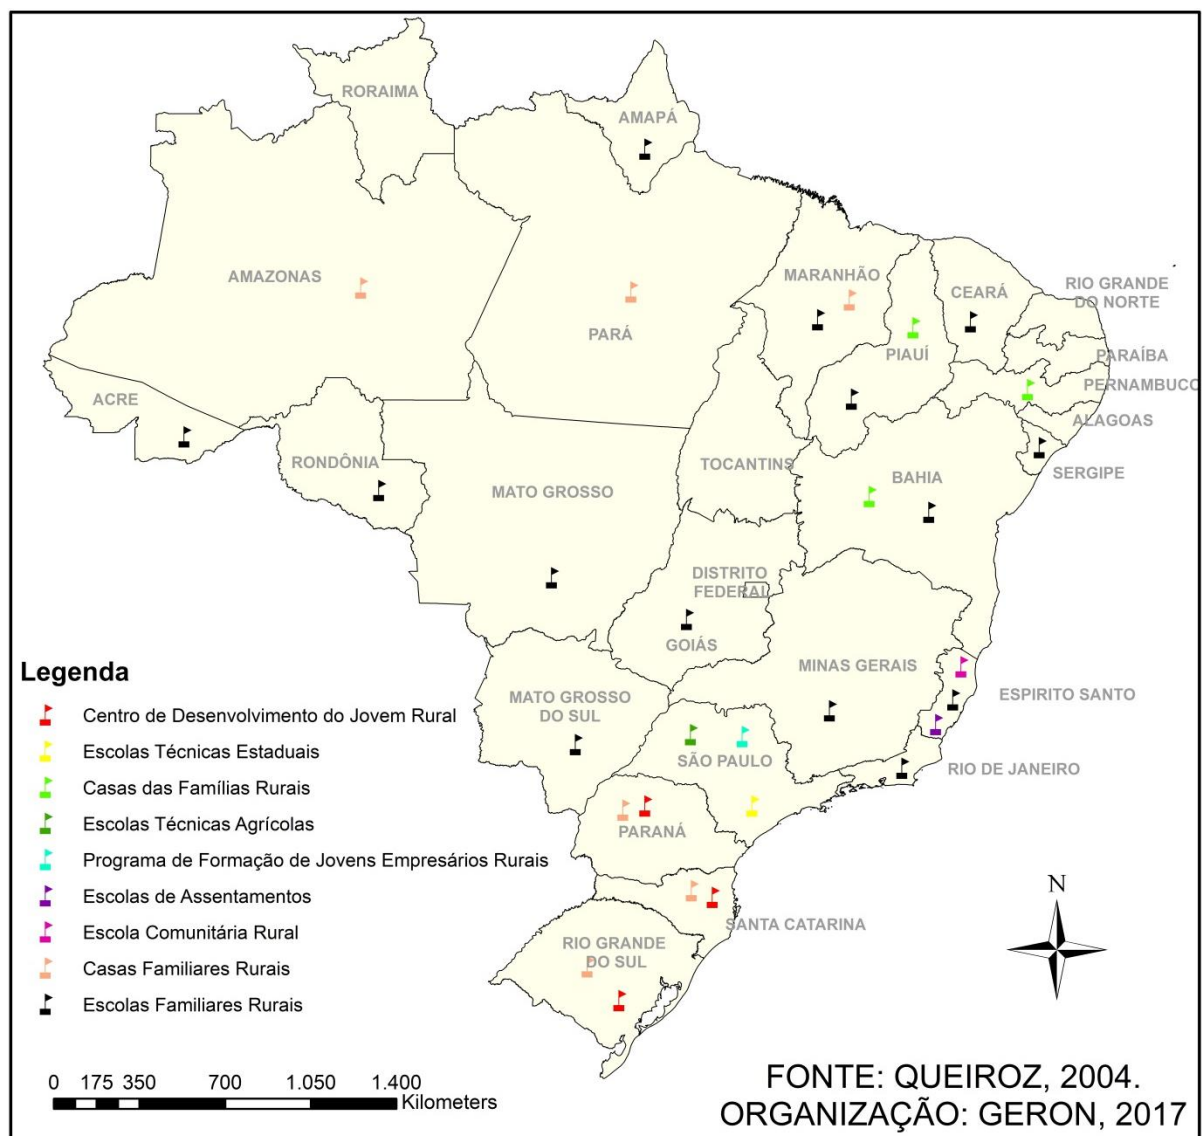 RORAIMA
AMAPÁ
AMAZONAS
PARÁ
MARANHÃO
CEARÁ
RIO GRANDE
DO NORTE
PIAUÍ
PARAÍBA
PERNAMBUCO
ACRE
ALAGOAS
RONDÔNIA
MATO GROSSO
TOCANTINS
BAHIA
SERGIPE
DISTRITO
FEDERAL
GOIÁS
MINAS GERAIS
ESPIRITO SANTO
MATO GROSSO
DO SUL
SÃO PAULO
RIO DE JANEIRO
PARANÁ
SANTA CATARINA
RIO GRANDE
DO SUL
Legenda
Centro de Desenvolvimento do Jovem Rural
Escolas Técnicas Estaduais
Casas das Famílias Rurais
Escolas Técnicas Agrícolas
Programa de Formação de Jovens Empresários Rurais
Escolas de Assentamentos
Escola Comunitária Rural
Casas Familiares Rurais
Escolas Familiares Rurais
N
0 175 350 700 1.050 1.400
Kilometers
FONTE: QUEIROZ, 2004.
ORGANIZAÇÃO: GERON, 2017